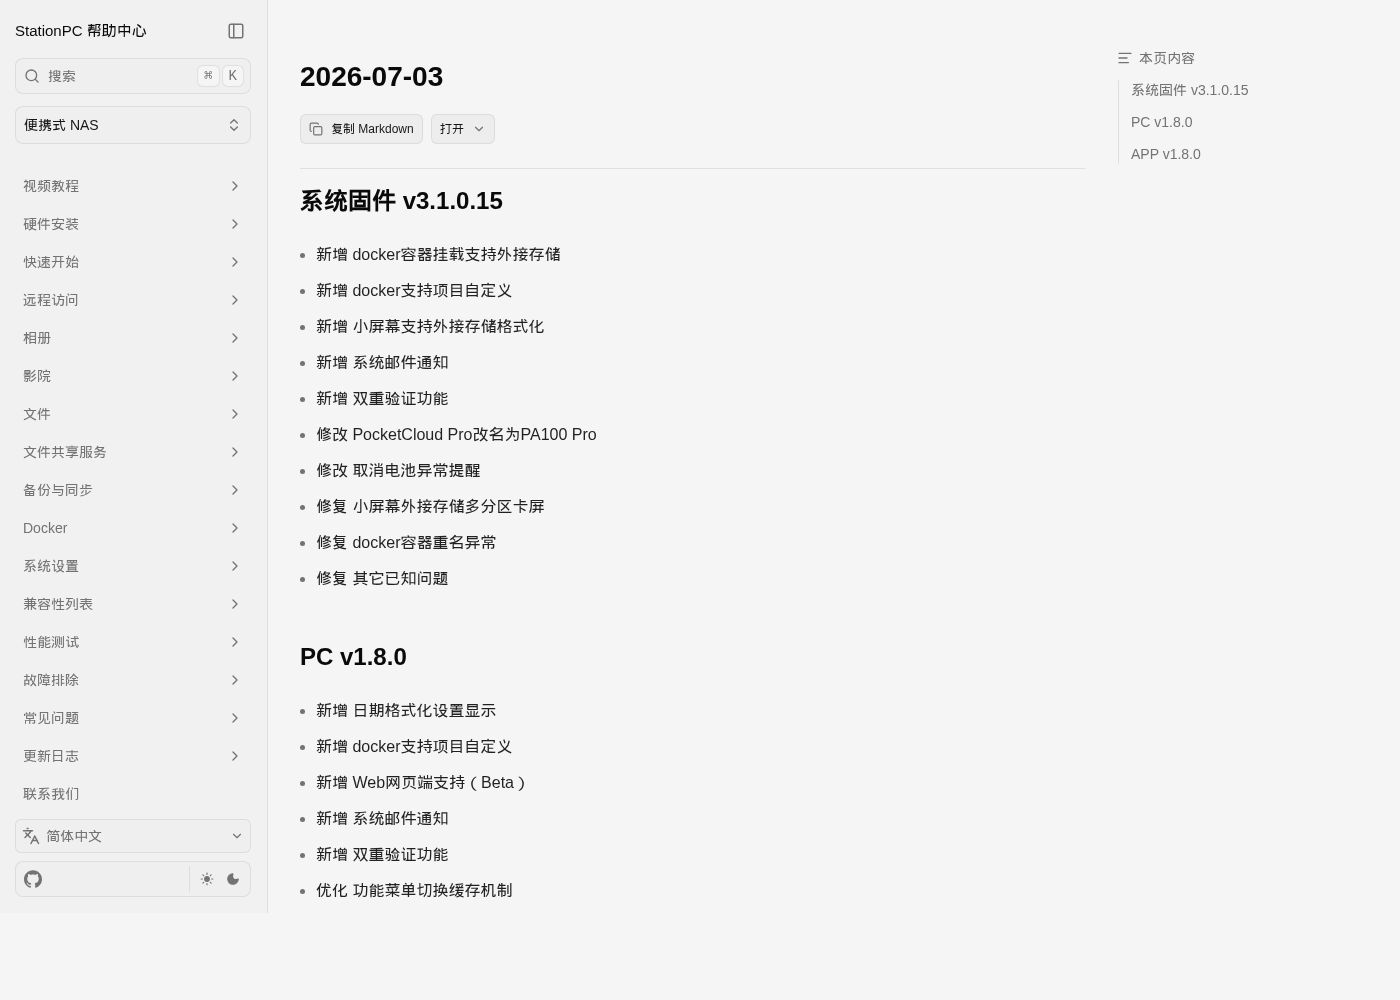 StationPC 帮助中心
搜索 ⌘ K
便携式 NAS
视频教程
硬件安装
快速开始
远程访问
相册
影院
文件
文件共享服务
备份与同步
Docker
系统设置
兼容性列表
性能测试
故障排除
常见问题
更新日志
联系我们
简体中文
2026-07-03
复制 Markdown 打开
系统固件 v3.1.0.15
新增 docker容器挂载支持外接存储
新增 docker支持项目自定义
新增 小屏幕支持外接存储格式化
新增 系统邮件通知
新增 双重验证功能
修改 PocketCloud Pro改名为PA100 Pro
修改 取消电池异常提醒
修复 小屏幕外接存储多分区卡屏
修复 docker容器重名异常
修复 其它已知问题
PC v1.8.0
新增 日期格式化设置显示
新增 docker支持项目自定义
新增 Web网页端支持（Beta）
新增 系统邮件通知
新增 双重验证功能
优化 功能菜单切换缓存机制
本页内容
系统固件 v3.1.0.15
PC v1.8.0
APP v1.8.0